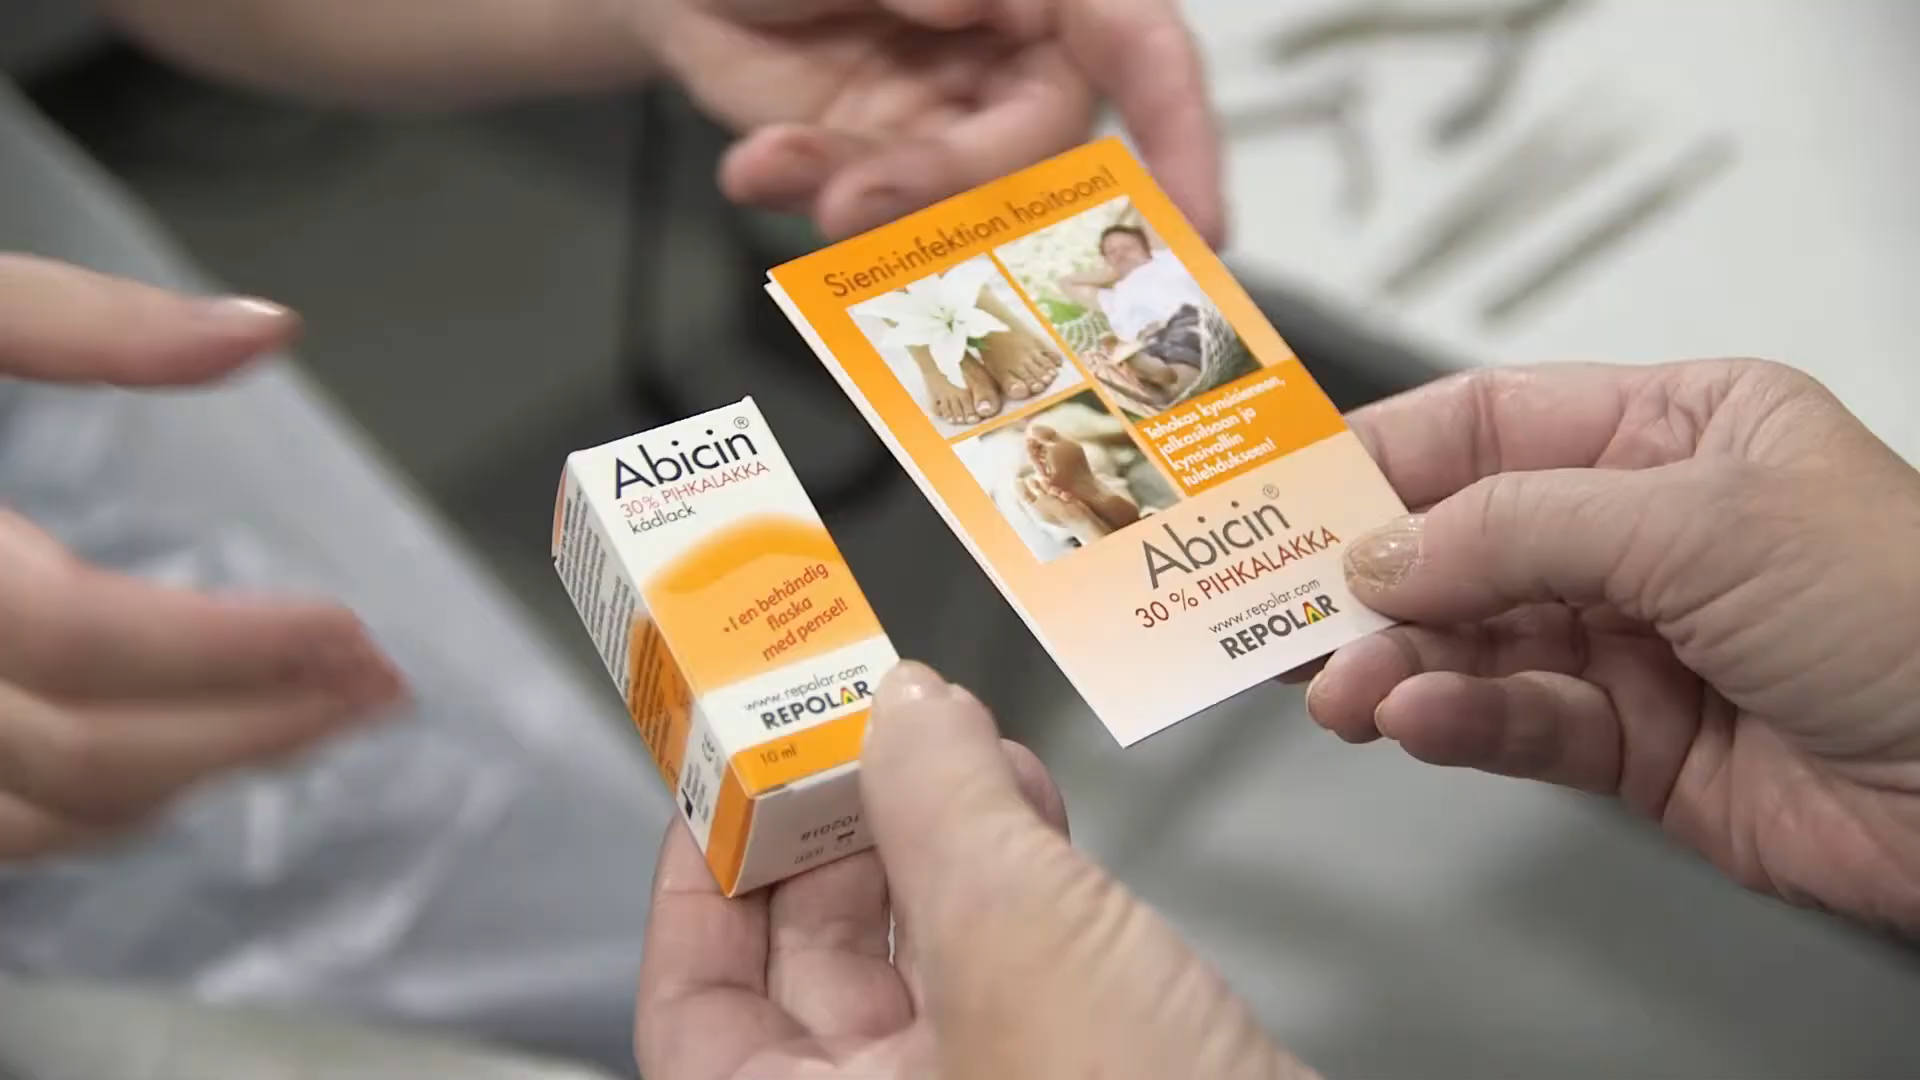 Abicin®
30% PIHKALAKKA
kådlack
• I en behändig
flaska
med pensel!
www.repolar.com
REPOLAR
10 ml
102018
Sieni-infektion hoitoon!
Tehokas kynsisieneen,
jalkasilsaan ja
kynsivallin
tulehdukseen!
Abicin®
30 % PIHKALAKKA
www.repolar.com
REPOLAR